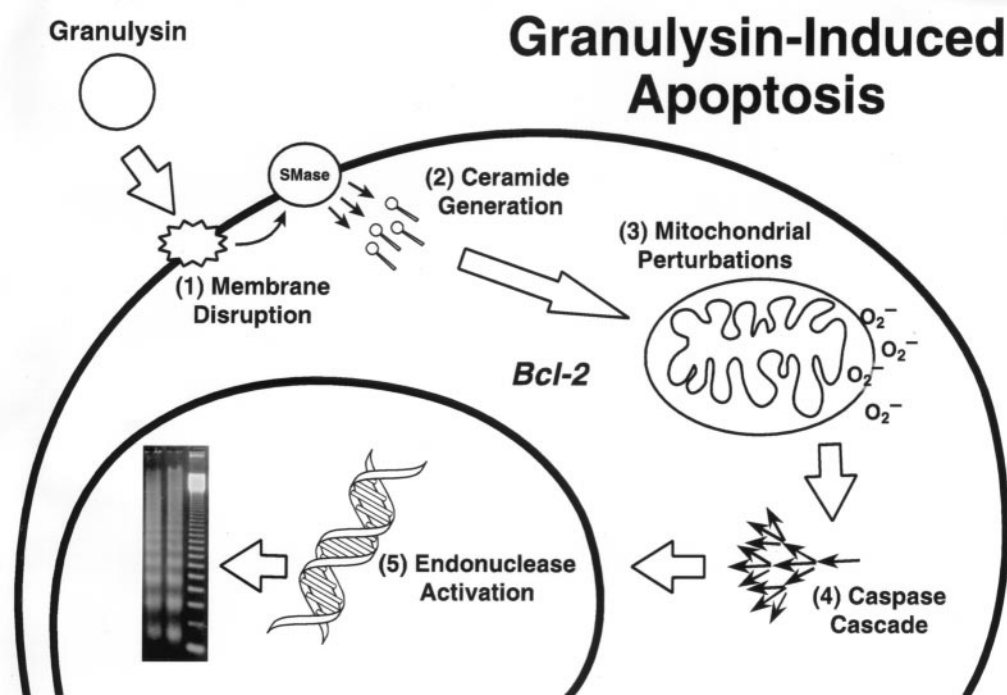 Granulysin-Induced
Apoptosis
Granulysin
SMase
(2) Ceramide
Generation
(1) Membrane
Disruption
(3) Mitochondrial
Perturbations
O₂⁻
O₂⁻
O₂⁻
O₂⁻
Bcl-2
(4) Caspase
Cascade
(5) Endonuclease
Activation